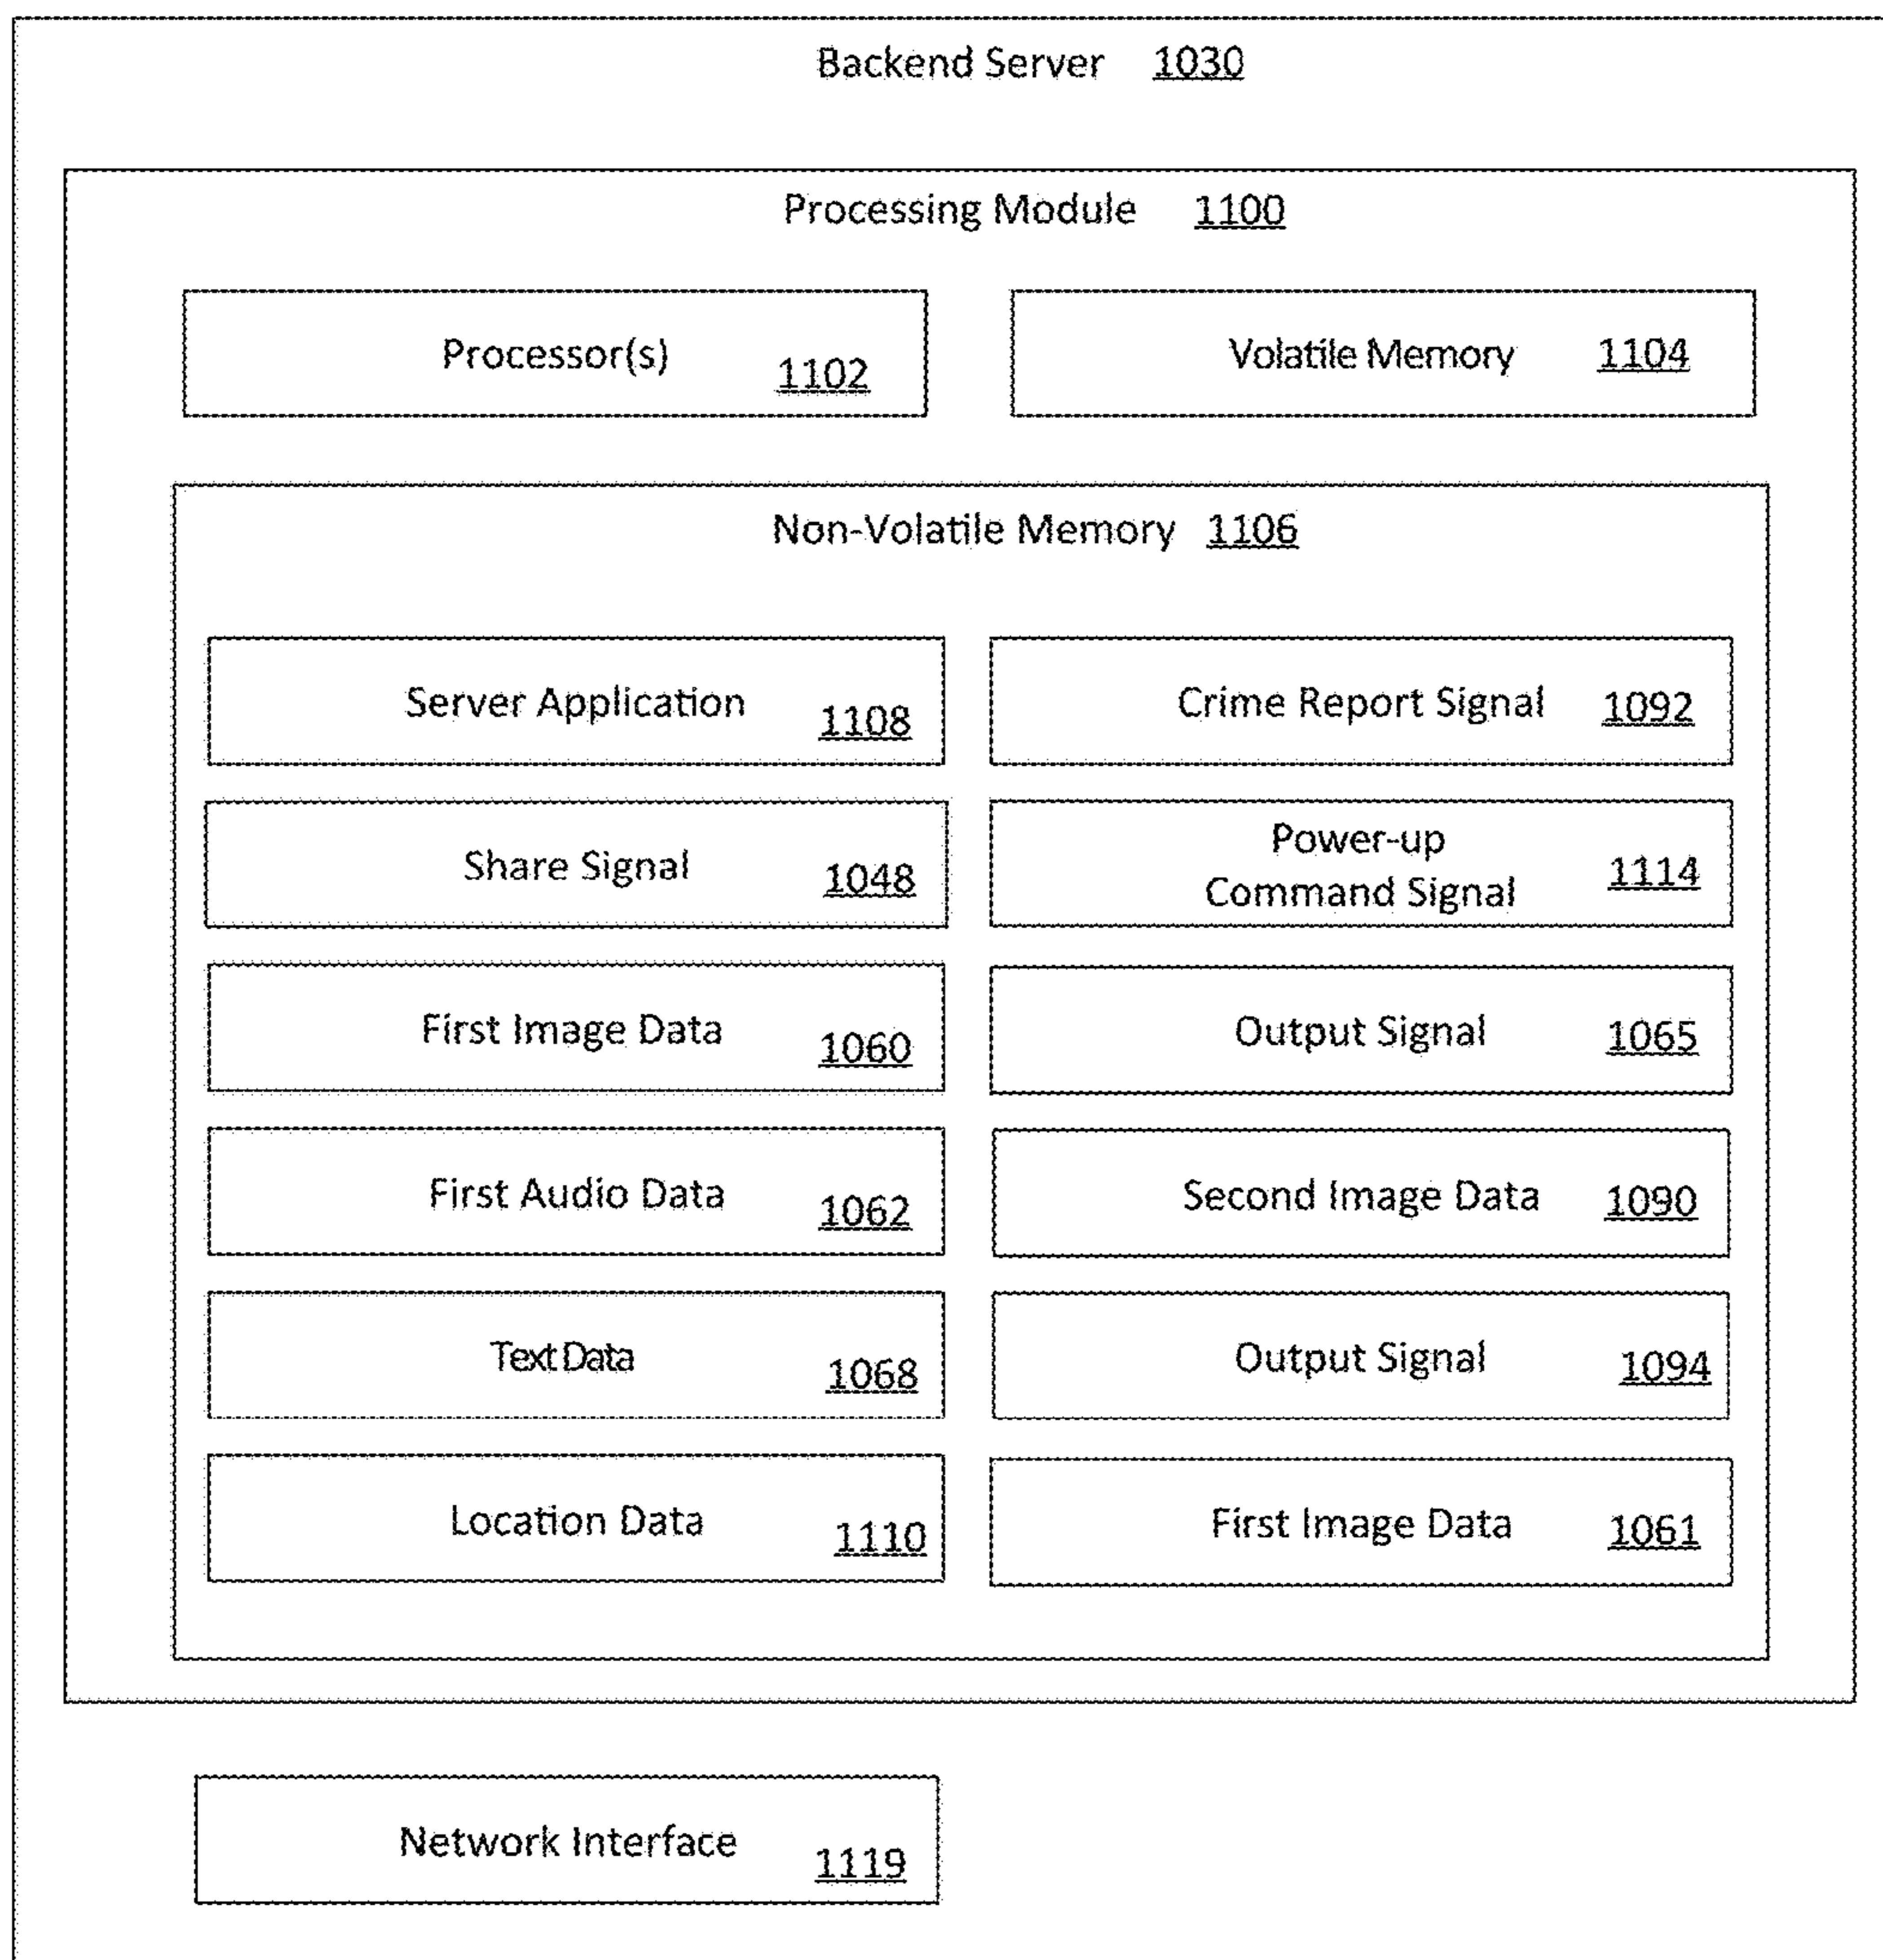 Backend Server 1030
Processing Module 1100
Processor(s) 1102
Volatile Memory 1104
Non-Volatile Memory 1106
Server Application 1108
Crime Report Signal 1092
Share Signal 1048
Power-up
Command Signal 1114
First Image Data 1060
Output Signal 1065
First Audio Data 1062
Second Image Data 1090
Text Data 1068
Output Signal 1094
Location Data 1110
First Image Data 1061
Network Interface 1119